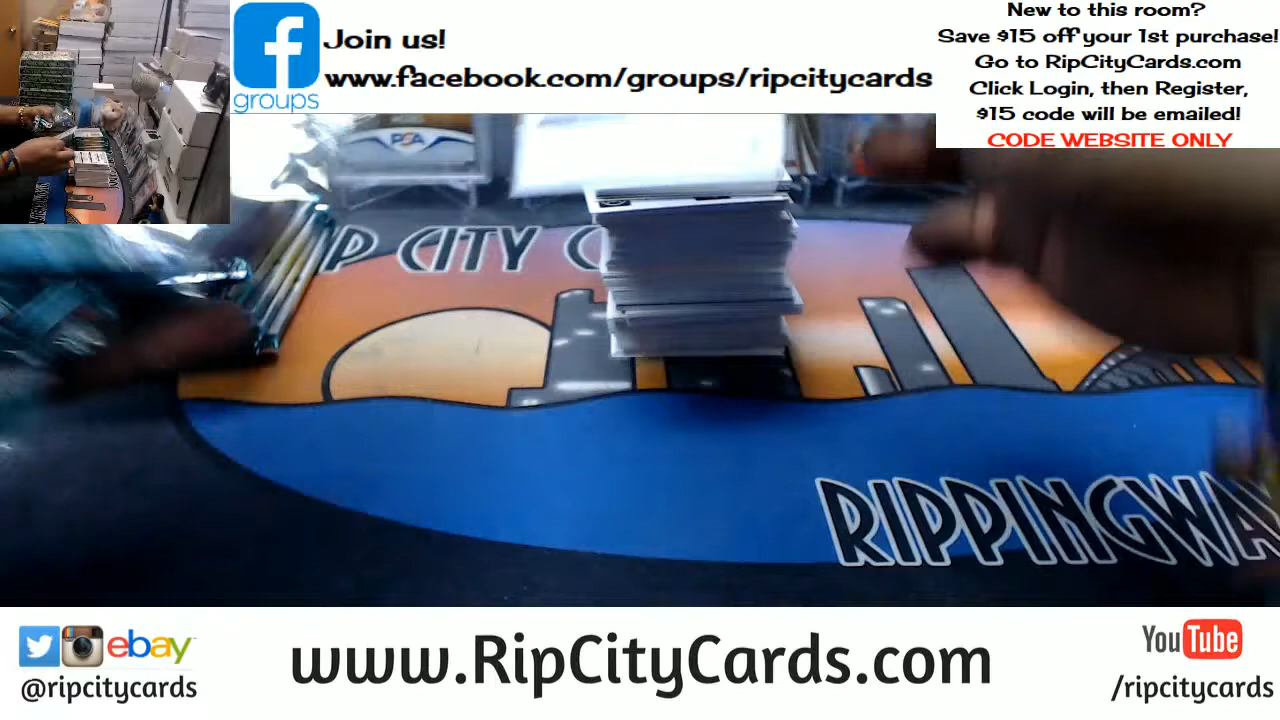 Join us!
www.facebook.com/groups/ripcitycards
groups
New to this room?
Save $15 off your 1st purchase!
Go to RipCityCards.com
Click Login, then Register,
$15 code will be emailed!
CODE WEBSITE ONLY
PSA
P CITY C
RIPPINGWA
ebay
@ripcitycards
www.RipCityCards.com
YouTube
/ripcitycards